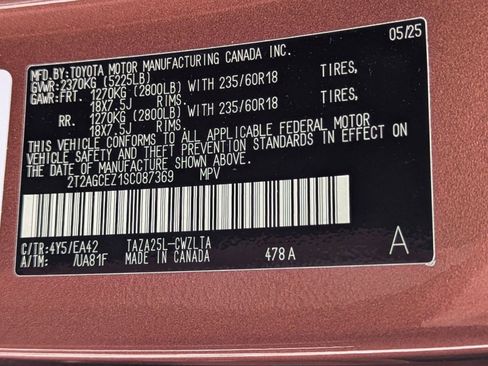 05/25
MFD.BY:TOYOTA MOTOR MANUFACTURING CANADA INC.
GVWR:2370KG (5225LB)
GAWR:FRT. 1270KG (2800LB) WITH 235/60R18 TIRES,
18X7.5J RIMS.
RR. 1270KG (2800LB) WITH 235/60R18 TIRES,
18X7.5J RIMS.
THIS VEHICLE CONFORMS TO ALL APPLICABLE FEDERAL MOTOR
VEHICLE SAFETY AND THEFT PREVENTION STANDARDS IN EFFECT ON
THE DATE OF MANUFACTURE SHOWN ABOVE.
2T2AGCEZ1SC087369 MPV
C/TR:4Y5/EA42 TAZA25L-CWZLTA
A/TM: /UA81F MADE IN CANADA 478A A